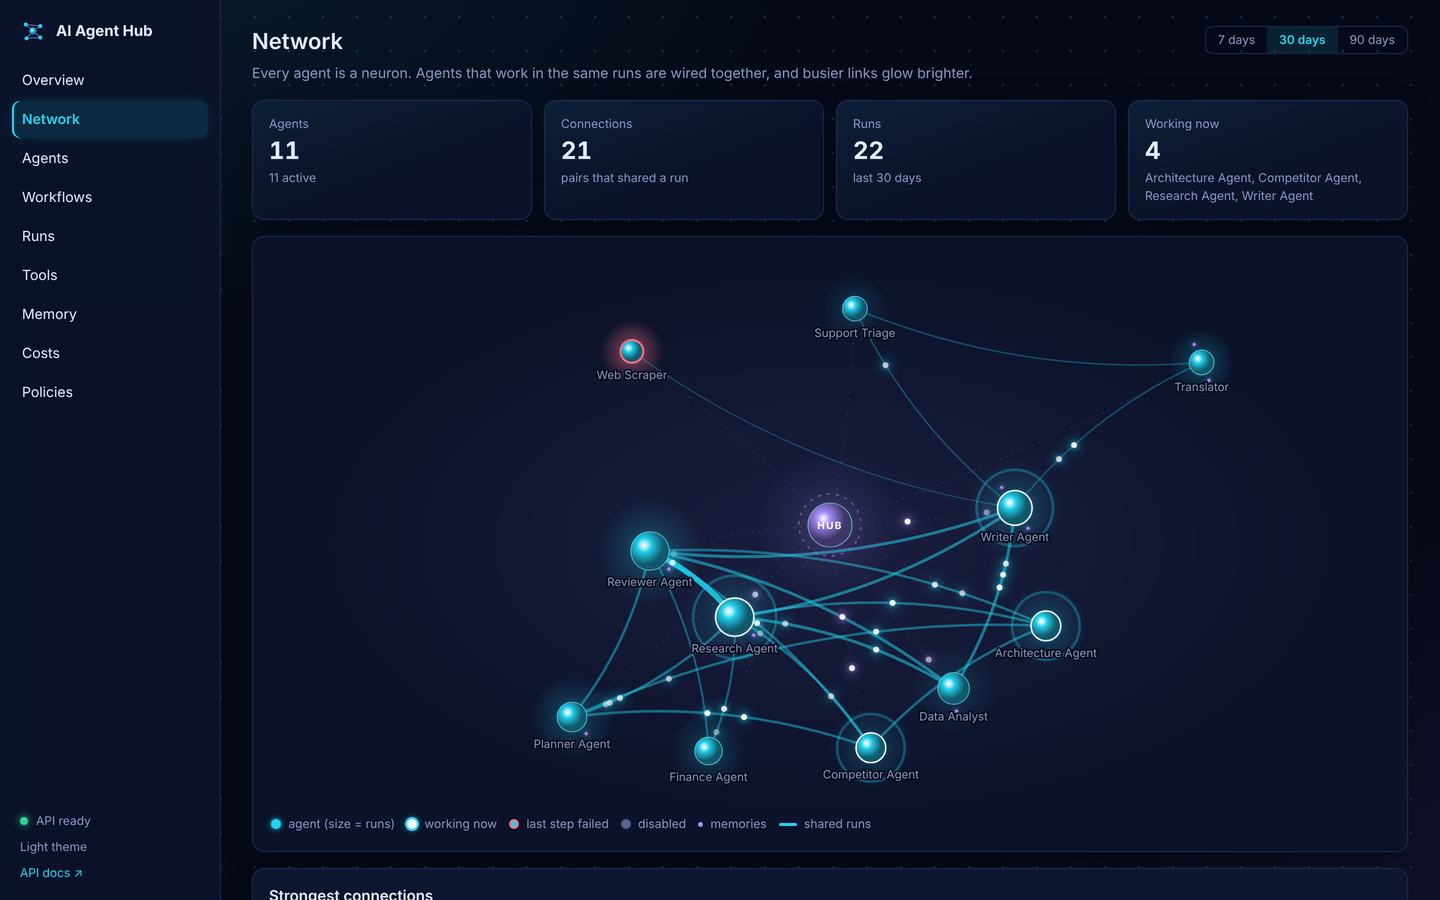 AI Agent Hub
Overview
Network
Agents
Workflows
Runs
Tools
Memory
Costs
Policies
API ready
Light theme
API docs ↗
Network
7 days
30 days
90 days
Every agent is a neuron. Agents that work in the same runs are wired together, and busier links glow brighter.
Agents
11
11 active
Connections
21
pairs that shared a run
Runs
22
last 30 days
Working now
4
Architecture Agent, Competitor Agent,
Research Agent, Writer Agent
Support Triage
Web Scraper
Translator
HUB
Writer Agent
Reviewer Agent
Research Agent
Architecture Agent
Data Analyst
Planner Agent
Finance Agent
Competitor Agent
agent (size = runs)
working now
last step failed
disabled
memories
shared runs
Strongest connections